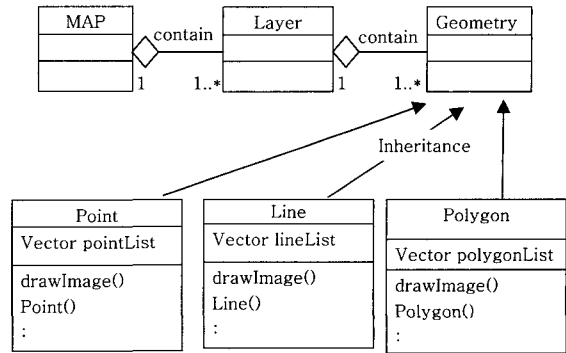 MAP
contain
Layer
contain
Geometry
1
1..*
1
1..*
Inheritance
Point
Vector pointList
drawImage()
Point()
:
Line
Vector lineList
drawImage()
Line()
:
Polygon
Vector polygonList
drawImage()
Polygon()
: